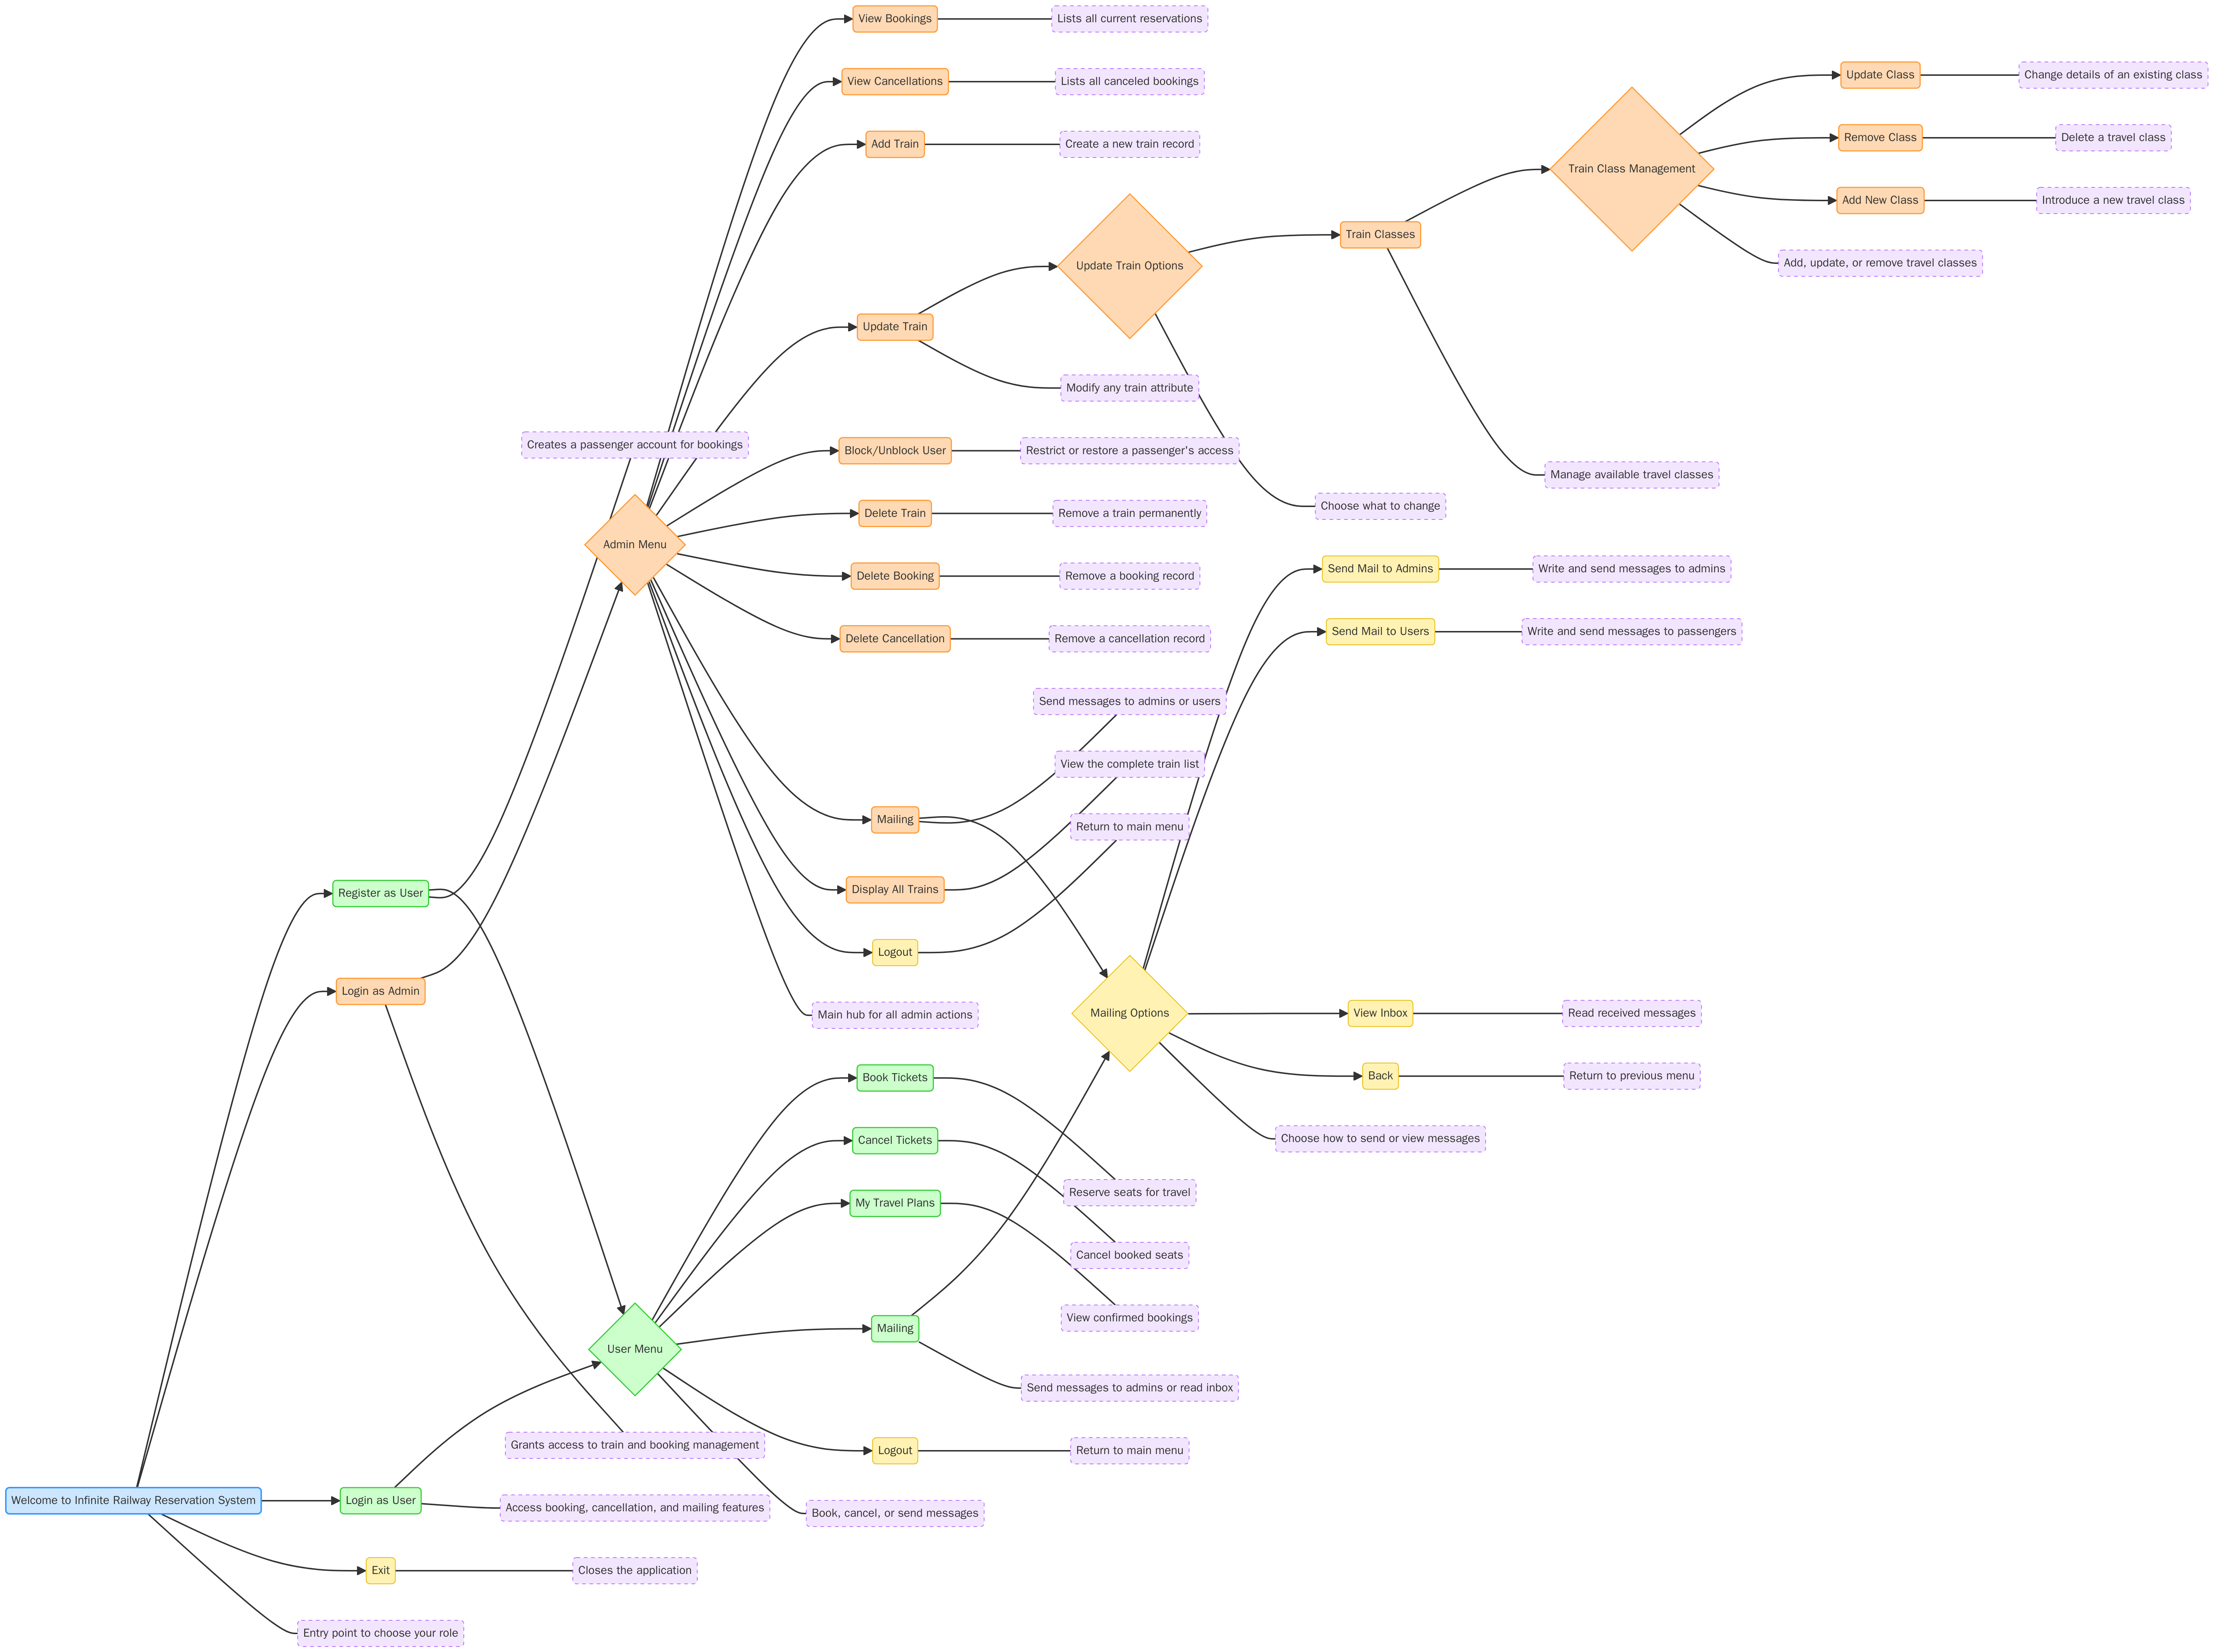 View Bookings
Lists all current reservations
View Cancellations
Lists all canceled bookings
Add Train
Create a new train record
Update Class
Change details of an existing class
Remove Class
Delete a travel class
Train Class Management
Add New Class
Introduce a new travel class
Train Classes
Add, update, or remove travel classes
Update Train Options
Update Train
Modify any train attribute
Creates a passenger account for bookings
Block/Unblock User
Restrict or restore a passenger's access
Manage available travel classes
Choose what to change
Delete Train
Remove a train permanently
Admin Menu
Delete Booking
Remove a booking record
Send Mail to Admins
Write and send messages to admins
Delete Cancellation
Remove a cancellation record
Send Mail to Users
Write and send messages to passengers
Send messages to admins or users
View the complete train list
Mailing
Return to main menu
Register as User
Display All Trains
Logout
Login as Admin
Main hub for all admin actions
Mailing Options
View Inbox
Read received messages
Book Tickets
Back
Return to previous menu
Cancel Tickets
Choose how to send or view messages
My Travel Plans
Reserve seats for travel
Cancel booked seats
View confirmed bookings
Mailing
User Menu
Send messages to admins or read inbox
Grants access to train and booking management
Logout
Return to main menu
Welcome to Infinite Railway Reservation System
Login as User
Access booking, cancellation, and mailing features
Book, cancel, or send messages
Exit
Closes the application
Entry point to choose your role